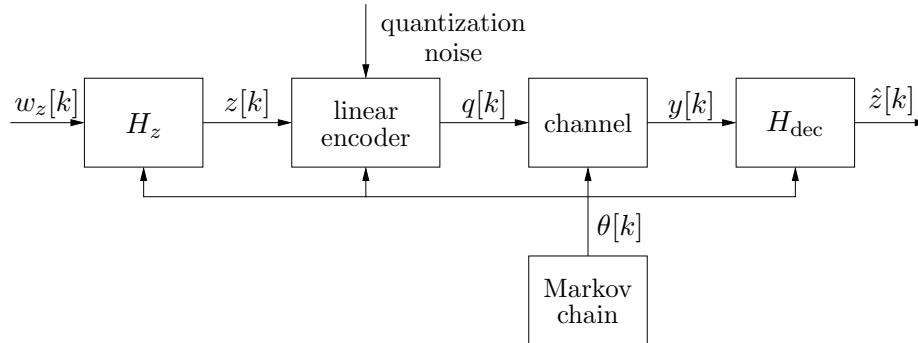 quantization
noise
w_z[k]
H_z
z[k]
linear
encoder
q[k]
channel
y[k]
H_dec
ẑ[k]
θ[k]
Markov
chain